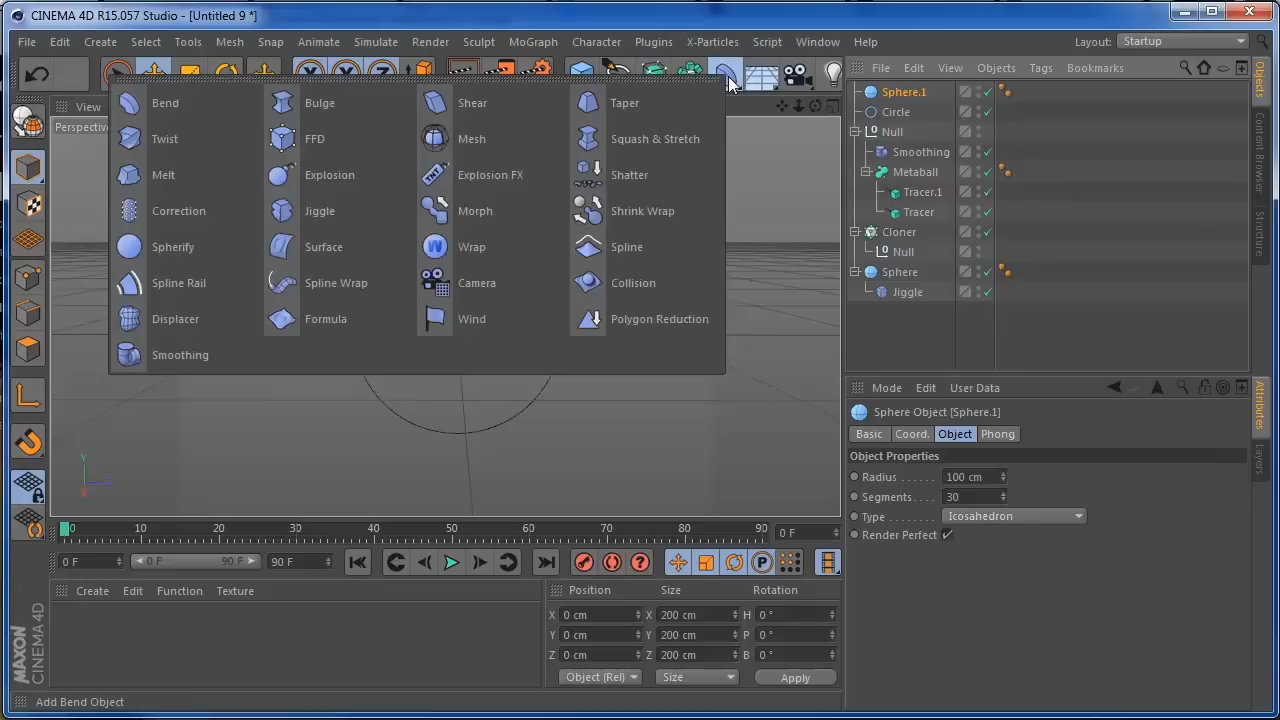 CINEMA 4D R15.057 Studio - [Untitled 9 *]
File Edit Create Select Tools Mesh Snap Animate Simulate Render Sculpt MoGraph Character Plugins X-Particles Script Window Help Layout: Startup
File Edit View Objects Tags Bookmarks
View
Perspective
Bend Bulge Shear Taper
Twist FFD Mesh Squash & Stretch
Melt Explosion Explosion FX Shatter
Correction Jiggle Morph Shrink Wrap
Spherify Surface Wrap Spline
Spline Rail Spline Wrap Camera Collision
Displacer Formula Wind Polygon Reduction
Smoothing
Sphere.1
Circle
Null
Smoothing
Metaball
Tracer.1
Tracer
Cloner
Null
Sphere
Jiggle
Objects
Content Browser
Structure
Mode Edit User Data
Sphere Object [Sphere.1]
Basic Coord. Object Phong
Object Properties
Radius 100 cm
Segments 30
Type Icosahedron
Render Perfect
Attributes
Layers
Y
0 10 20 30 40 50 60 70 80 90 0 F
0 F 0 F 90 F 90 F
Create Edit Function Texture
Position Size Rotation
X 0 cm X 200 cm H 0 °
Y 0 cm Y 200 cm P 0 °
Z 0 cm Z 200 cm B 0 °
Object (Rel) Size Apply
MAXON
CINEMA 4D
Add Bend Object